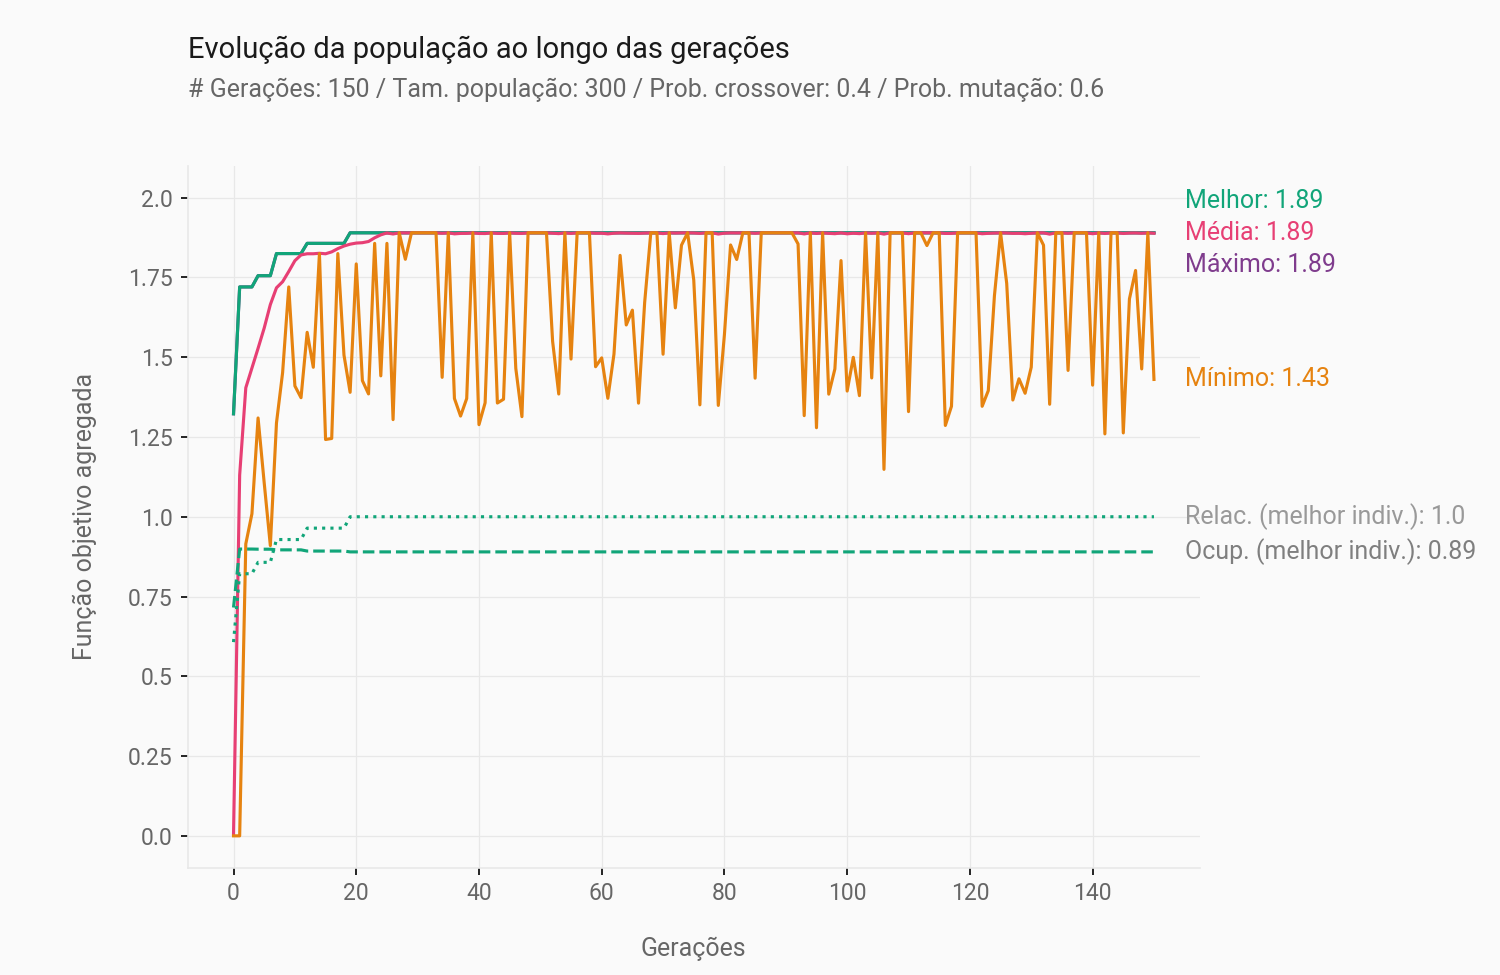 Evolução da população ao longo das gerações
# Gerações: 150 / Tam. população: 300 / Prob. crossover: 0.4 / Prob. mutação: 0.6
Função objetivo agregada
2.0
1.75
1.5
1.25
1.0
0.75
0.5
0.25
0.0
Melhor: 1.89
Média: 1.89
Máximo: 1.89
Mínimo: 1.43
Relac. (melhor indiv.): 1.0
Ocup. (melhor indiv.): 0.89
0 20 40 60 80 100 120 140
Gerações